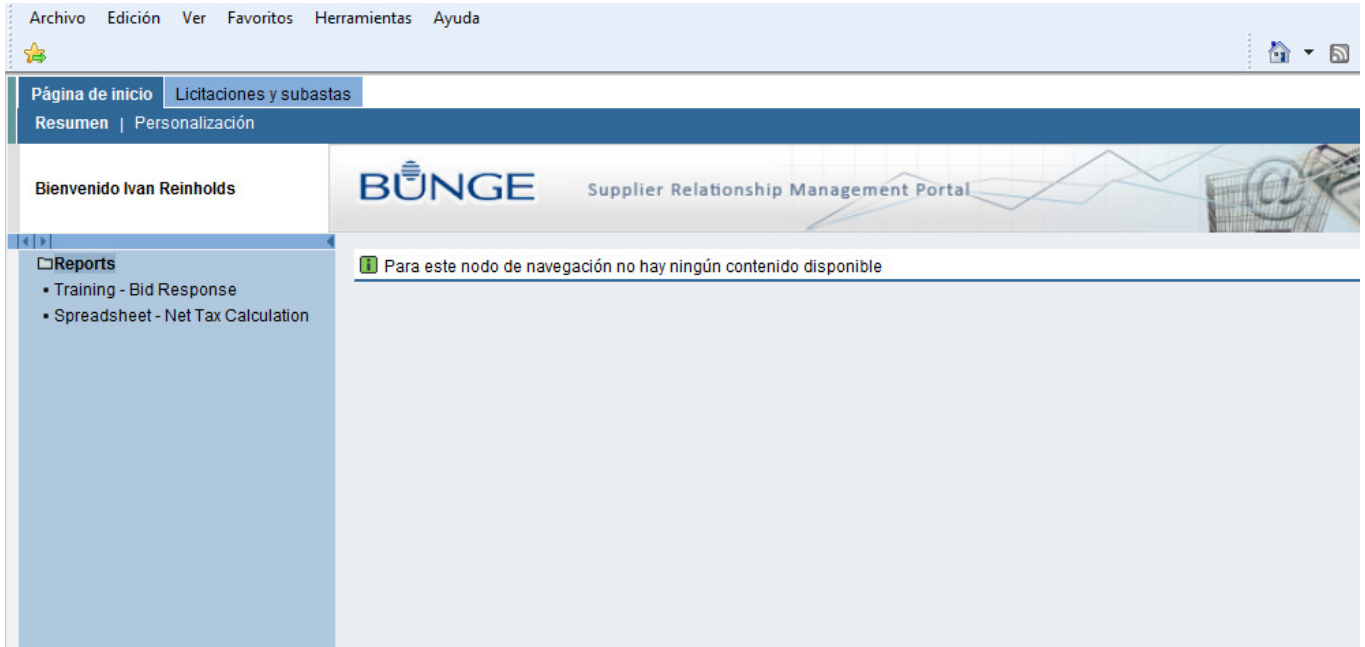 Archivo Edición Ver Favoritos Herramientas Ayuda
Página de inicio Licitaciones y subastas
Resumen | Personalización
Bienvenido Ivan Reinholds
BUNGE Supplier Relationship Management Portal
@
Reports
Para este nodo de navegación no hay ningún contenido disponible
▪ Training - Bid Response
▪ Spreadsheet - Net Tax Calculation